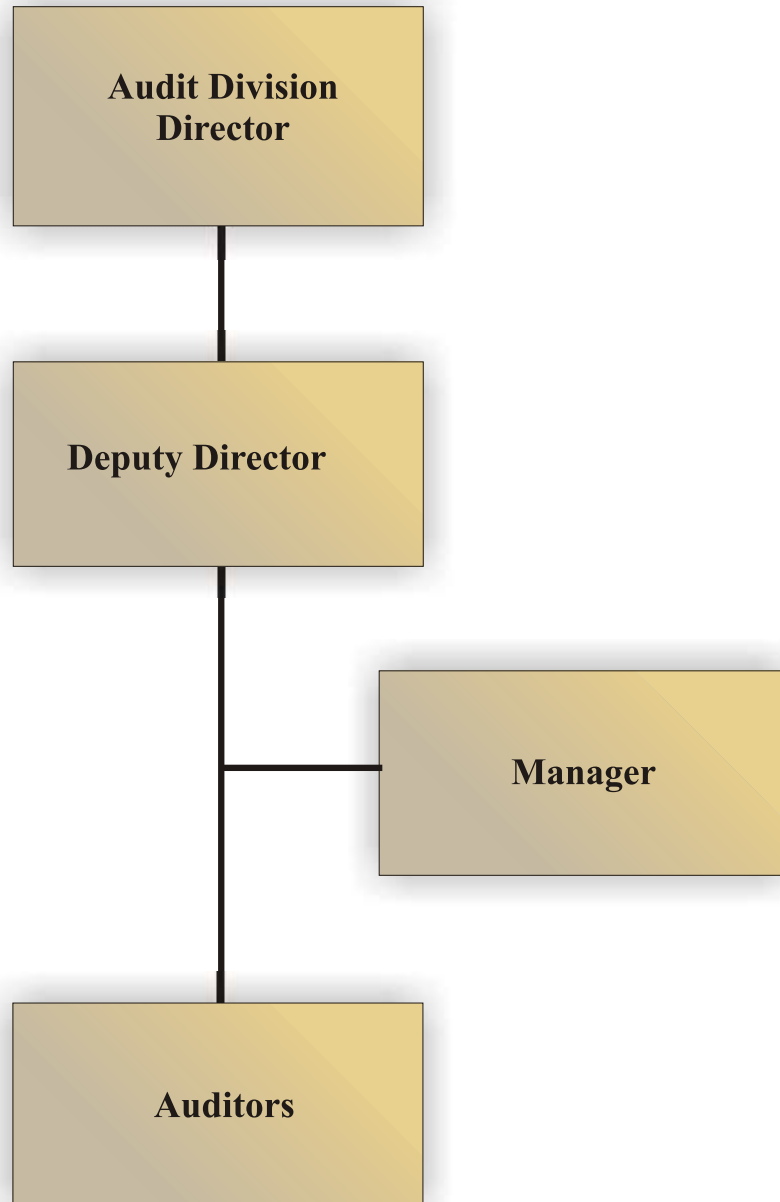 Audit Division
Director
Deputy Director
Manager
Auditors